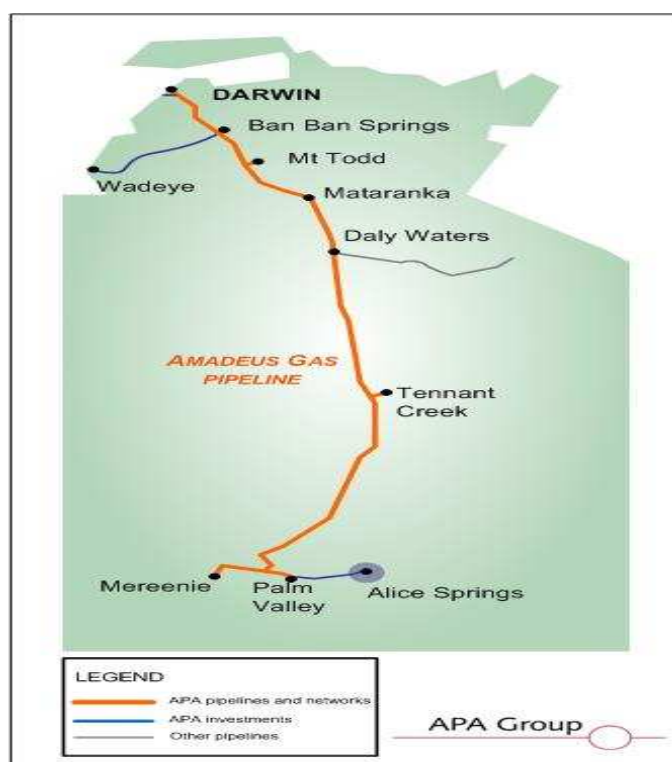 DARWIN
Ban Ban Springs
Mt Todd
Wadeye
Mataranka
Daly Waters
AMADEUS GAS
PIPELINE
Tennant
Creek
Mereenie
Palm
Valley
Alice Springs
LEGEND
APA pipelines and networks
APA investments
Other pipelines
APA Group